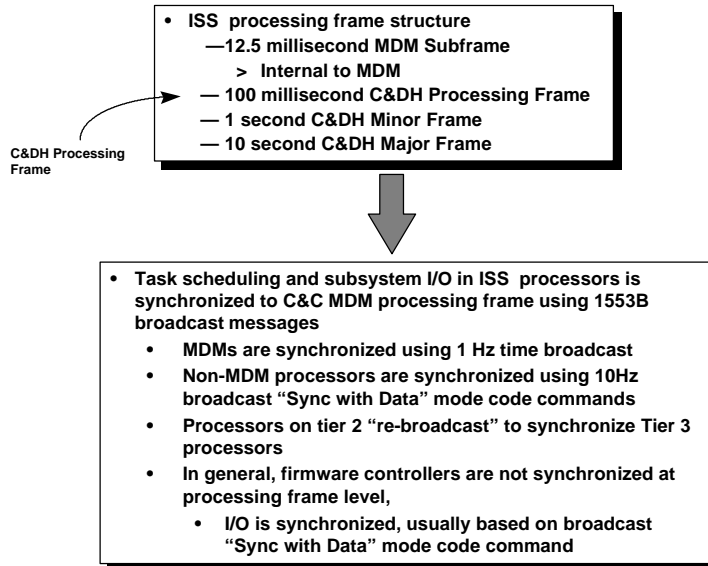 • ISS processing frame structure
—12.5 millisecond MDM Subframe
> Internal to MDM
— 100 millisecond C&DH Processing Frame
— 1 second C&DH Minor Frame
— 10 second C&DH Major Frame
C&DH Processing
Frame
• Task scheduling and subsystem I/O in ISS processors is
synchronized to C&C MDM processing frame using 1553B
broadcast messages
• MDMs are synchronized using 1 Hz time broadcast
• Non-MDM processors are synchronized using 10Hz
broadcast “Sync with Data” mode code commands
• Processors on tier 2 “re-broadcast” to synchronize Tier 3
processors
• In general, firmware controllers are not synchronized at
processing frame level,
• I/O is synchronized, usually based on broadcast
“Sync with Data” mode code command